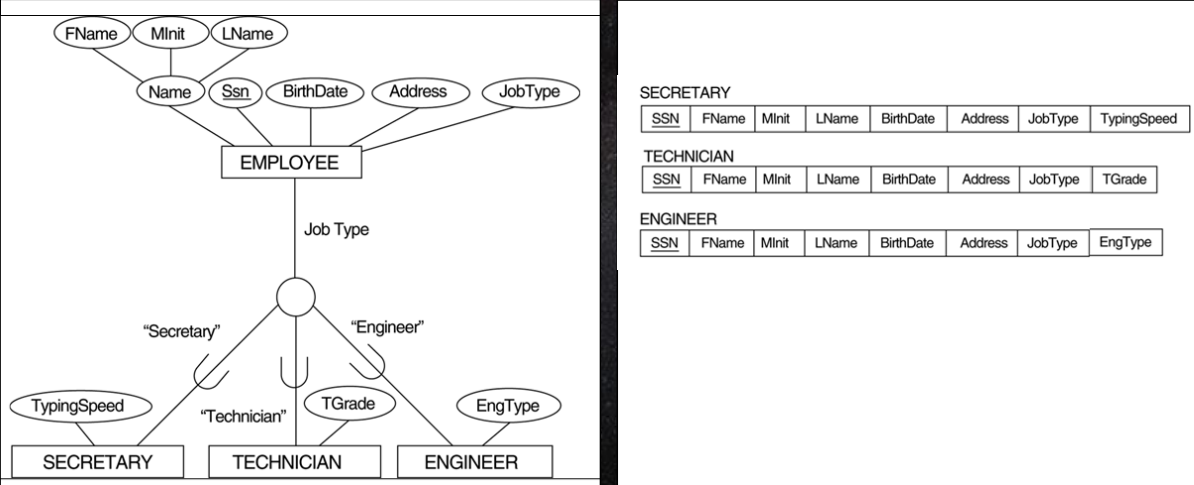 FName MInit LName
Name Ssn BirthDate Address JobType
EMPLOYEE
Job Type
“Secretary” “Engineer”
TypingSpeed “Technician” TGrade EngType
SECRETARY TECHNICIAN ENGINEER
SECRETARY
SSN FName MInit LName BirthDate Address JobType TypingSpeed
TECHNICIAN
SSN FName MInit LName BirthDate Address JobType TGrade
ENGINEER
SSN FName MInit LName BirthDate Address JobType EngType